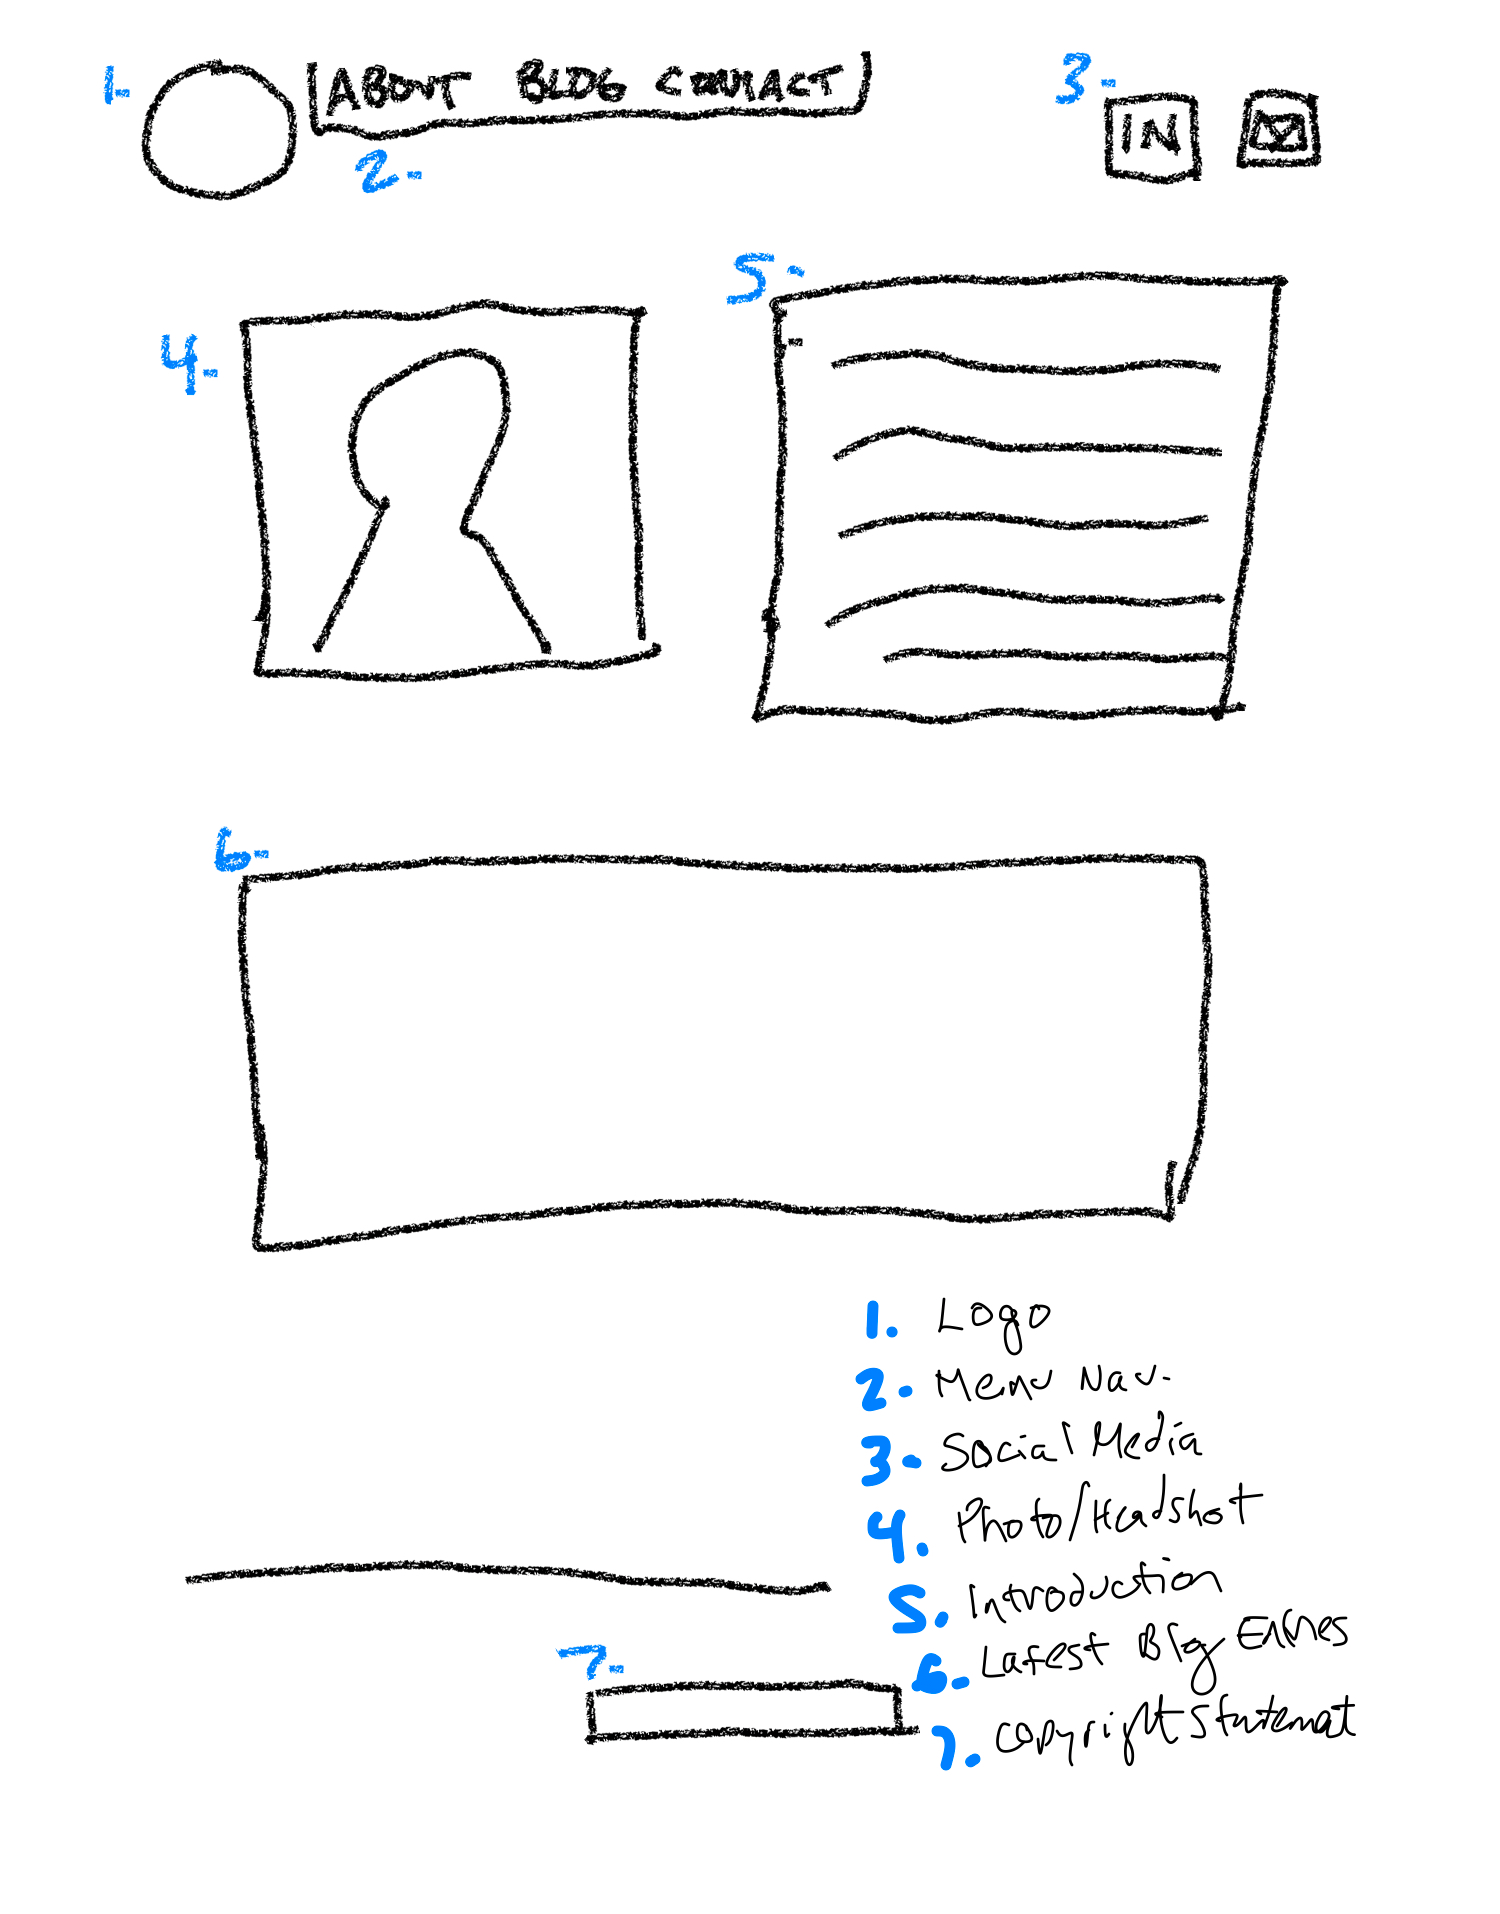 1-
ABOUT BLOG CONTACT
2-
3-
IN
4-
5-
6-
1. Logo
2. Menu Nav.
3. Social Media
4. Photo/Headshot
5. Introduction
6. Latest Blog Entries
7. Copyright Statement
7-